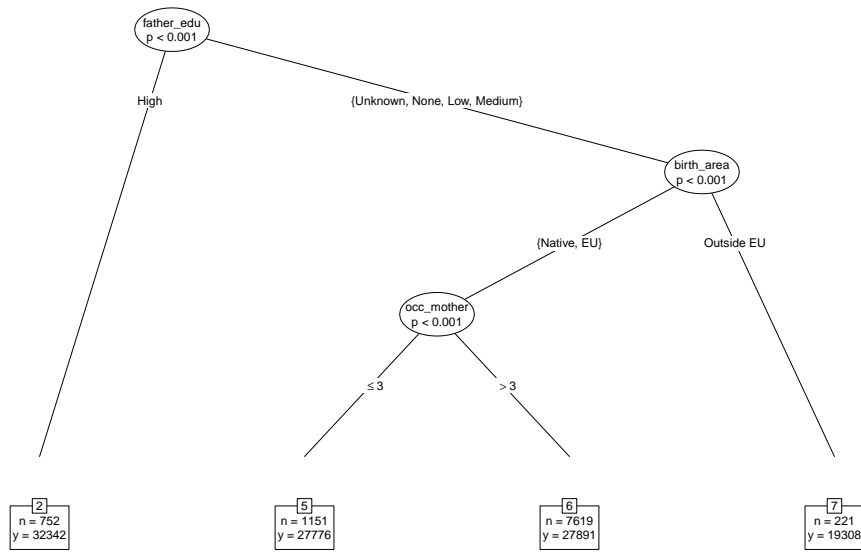 father_edu
p < 0.001
High
{Unknown, None, Low, Medium}
birth_area
p < 0.001
{Native, EU}
Outside EU
occ_mother
p < 0.001
≤ 3
> 3
2
n = 752
y = 32342
5
n = 1151
y = 27776
6
n = 7619
y = 27891
7
n = 221
y = 19308